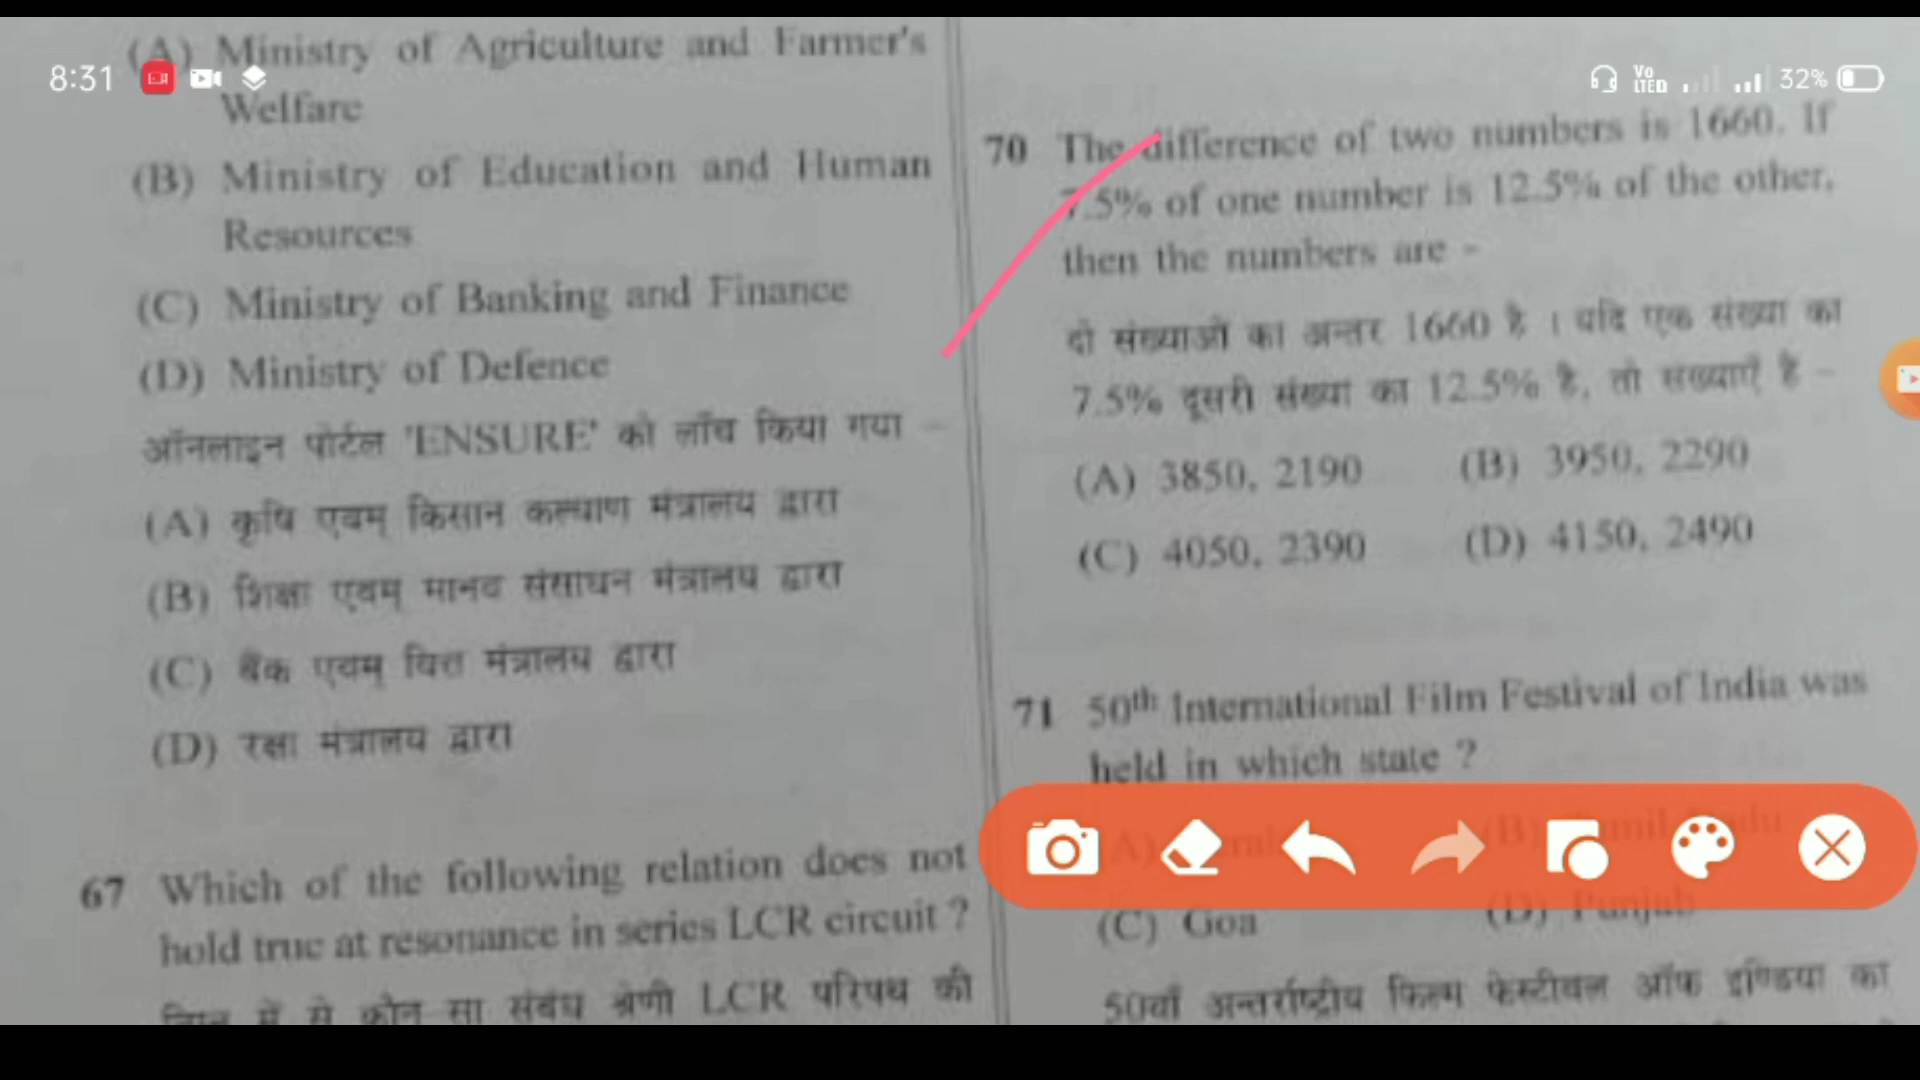 (A) Ministry of Agriculture and Farmer's
8:31
Welfare
(B) Ministry of Education and Human
Resources
(C) Ministry of Banking and Finance
(D) Ministry of Defence
ऑनलाइन पोर्टल 'ENSURE' को लाँच किया गया –
(A) कृषि एवम् किसान कल्याण मंत्रालय द्वारा
(B) शिक्षा एवम् मानव संसाधन मंत्रालय द्वारा
(C) बैंक एवम् वित्त मंत्रालय द्वारा
(D) रक्षा मंत्रालय द्वारा
67 Which of the following relation does not
hold true at resonance in series LCR circuit ?
निम्न में से कौन सा संबंध श्रेणी LCR परिपथ की
Vo LTED 32%
70 The difference of two numbers is 1660. If
7.5% of one number is 12.5% of the other,
then the numbers are -
दो संख्याओं का अन्तर 1660 है । यदि एक संख्या का
7.5% दूसरी संख्या का 12.5% है, तो संख्याएँ है –
(A) 3850, 2190 (B) 3950, 2290
(C) 4050, 2390 (D) 4150, 2490
71 50th International Film Festival of India was
held in which state ?
(A) (B)
(C) Goa (D) Punjab
50वाँ अन्तर्राष्ट्रीय फिल्म फेस्टीवल ऑफ इण्डिया का